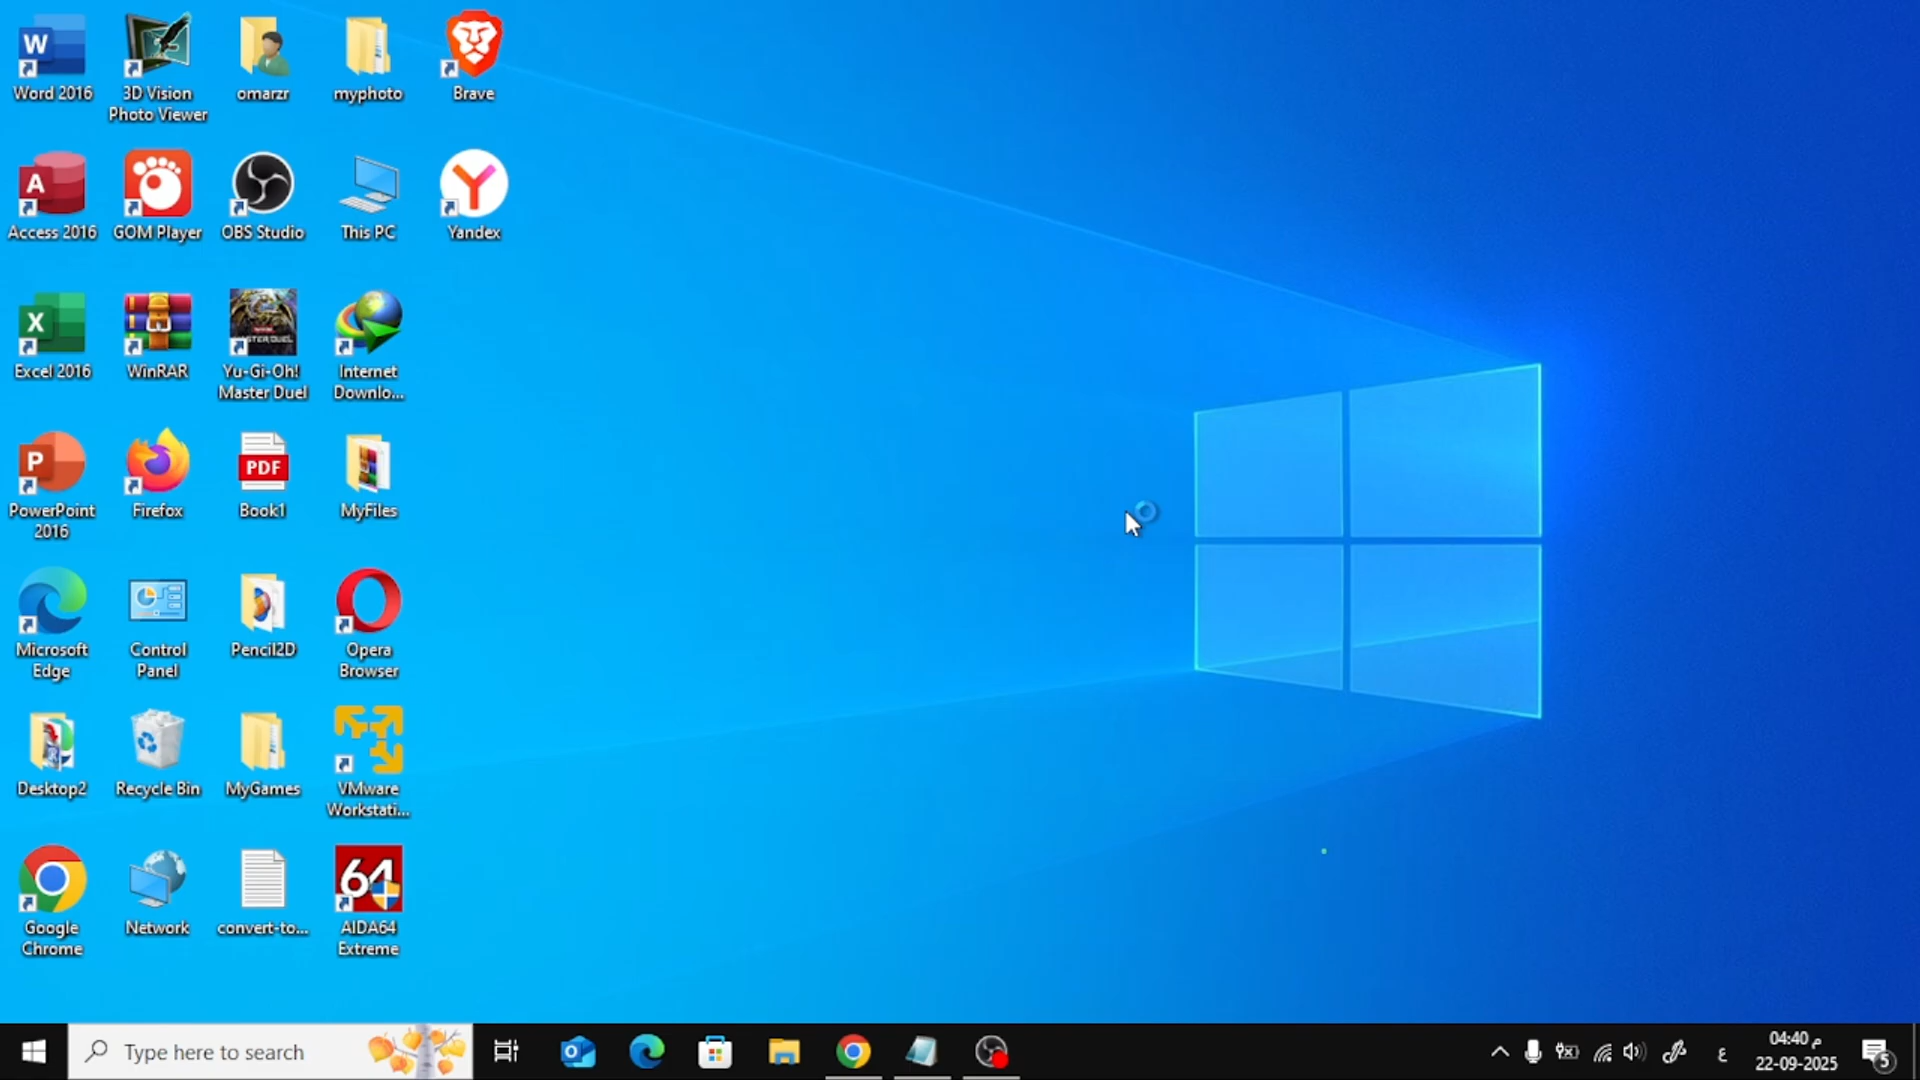 Word 2016
3D Vision
Photo Viewer
omarzr
myphoto
Brave
Access 2016
GOM Player
OBS Studio
This PC
Yandex
Excel 2016
WinRAR
Yu-Gi-Oh!
Master Duel
Internet
Downlo...
PowerPoint
2016
Firefox
PDF
Book1
MyFiles
Microsoft
Edge
Control
Panel
Pencil2D
Opera
Browser
Desktop2
Recycle Bin
MyGames
VMware
Workstati...
Google
Chrome
Network
convert-to...
64
AIDA64
Extreme
Type here to search
ع
04:40 م
22-09-2025
5